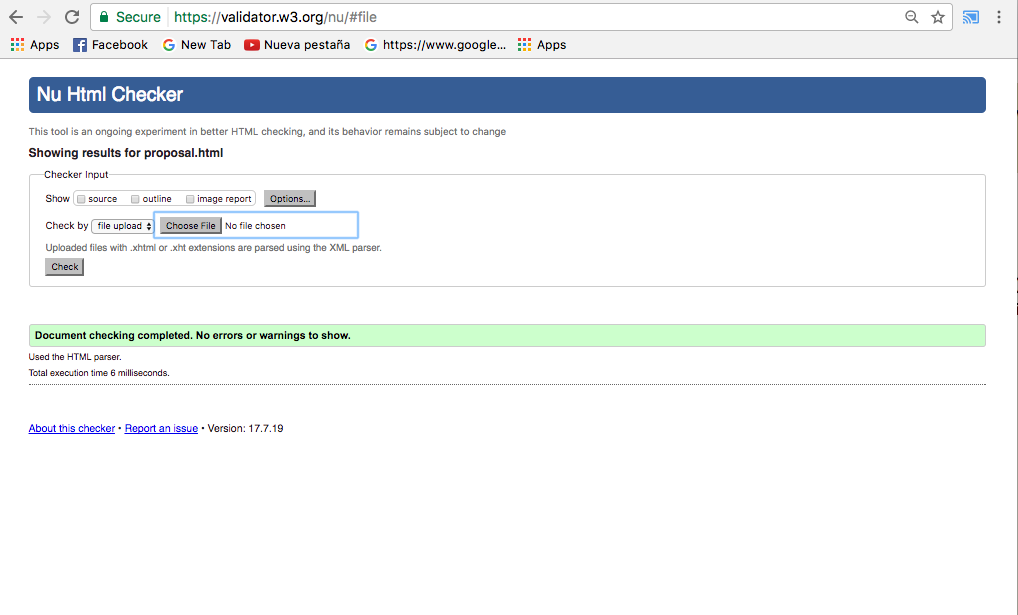 Secure https://validator.w3.org/nu/#file
Apps Facebook New Tab Nueva pestaña https://www.google... Apps
Nu Html Checker
This tool is an ongoing experiment in better HTML checking, and its behavior remains subject to change
Showing results for proposal.html
Checker Input
Show source outline image report Options...
Check by file upload Choose File No file chosen
Uploaded files with .xhtml or .xht extensions are parsed using the XML parser.
Check
Document checking completed. No errors or warnings to show.
Used the HTML parser.
Total execution time 6 milliseconds.
About this checker • Report an issue • Version: 17.7.19